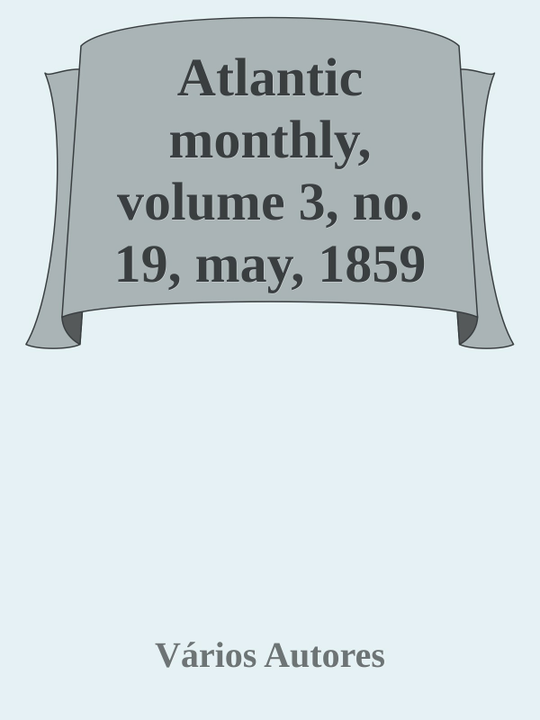 Atlantic
monthly,
volume 3, no.
19, may, 1859
Vários Autores